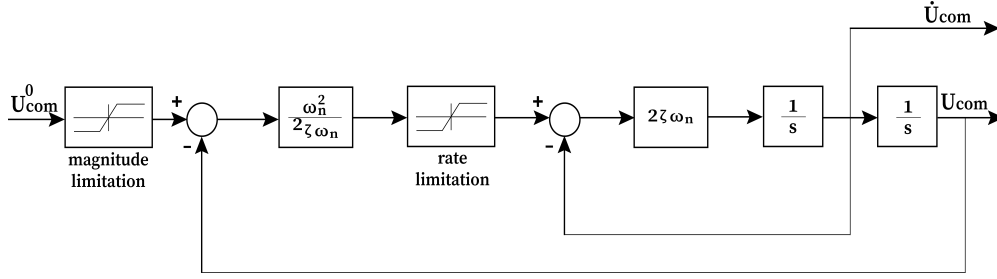 U̇com
U⁰com
+
-
ωn²
2ζωn
+
-
2ζωn
1
s
1
s
Ucom
magnitude
limitation
rate
limitation